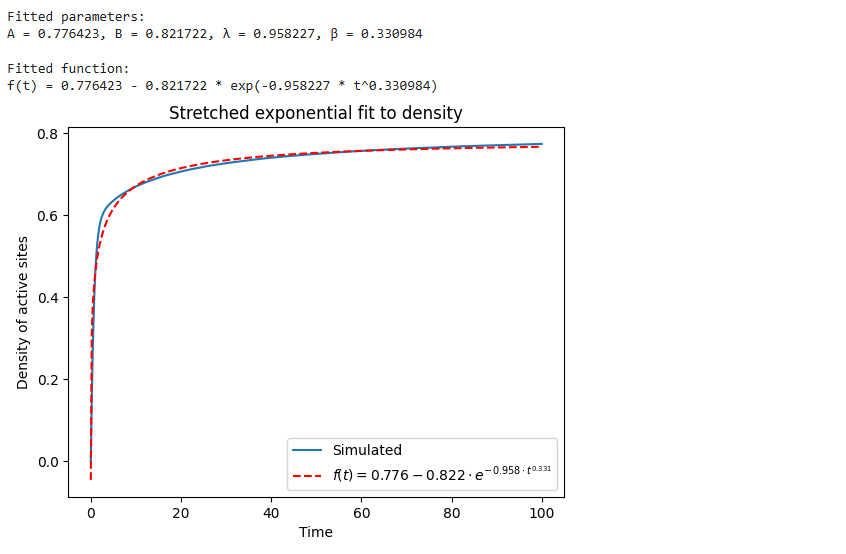 Fitted parameters:
A = 0.776423, B = 0.821722, λ = 0.958227, β = 0.330984
Fitted function:
f(t) = 0.776423 - 0.821722 * exp(-0.958227 * t^0.330984)
Stretched exponential fit to density
0.8
0.6
0.4
0.2
0.0
Density of active sites
Simulated
f(t) = 0.776 − 0.822 · e^{−0.958 · t^{0.331}}
0 20 40 60 80 100
Time